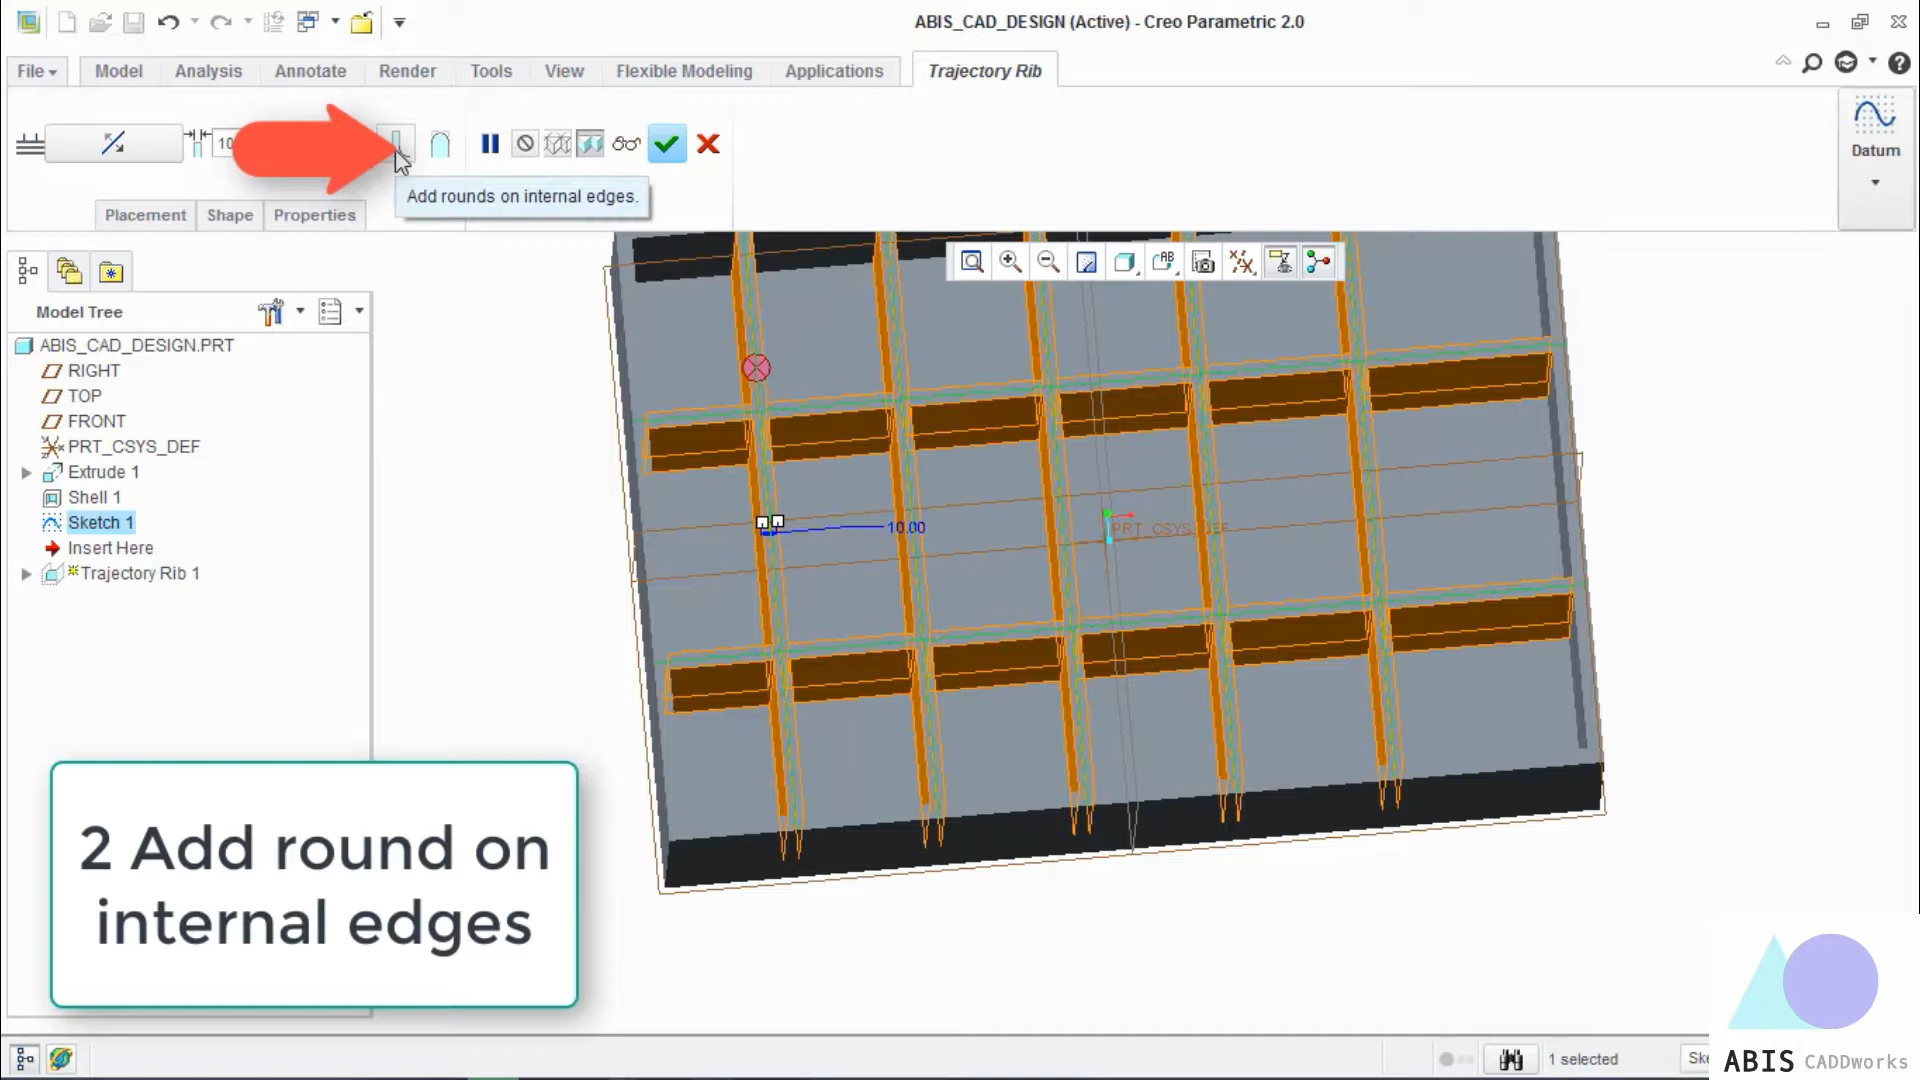 ABIS_CAD_DESIGN (Active) - Creo Parametric 2.0
File
Model
Analysis
Annotate
Render
Tools
View
Flexible Modeling
Applications
Trajectory Rib
10
Add rounds on internal edges.
Datum
Placement
Shape
Properties
AB
Model Tree
ABIS_CAD_DESIGN.PRT
RIGHT
TOP
FRONT
PRT_CSYS_DEF
Extrude 1
Shell 1
Sketch 1
Insert Here
Trajectory Rib 1
10.00
PRT_CSYS_DEF
2 Add round on
internal edges
1 selected
ABIS CADDworks